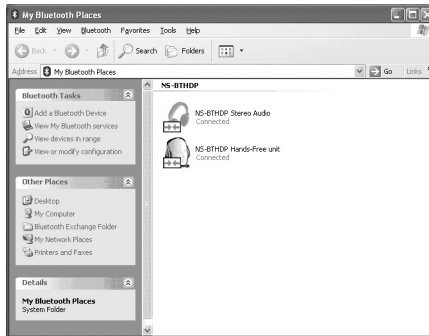 My Bluetooth Places
File Edit View Bluetooth Favorites Tools Help
Back Search Folders
Address My Bluetooth Places Go Links
Bluetooth Tasks
Add a Bluetooth Device
View My Bluetooth services
View devices in range
View or modify configuration
Other Places
Desktop
My Computer
Bluetooth Exchange Folder
My Network Places
Printers and Faxes
Details
My Bluetooth Places
System Folder
NS-BTHDP
NS-BTHDP Stereo Audio
Connected
NS-BTHDP Hands-Free unit
Connected